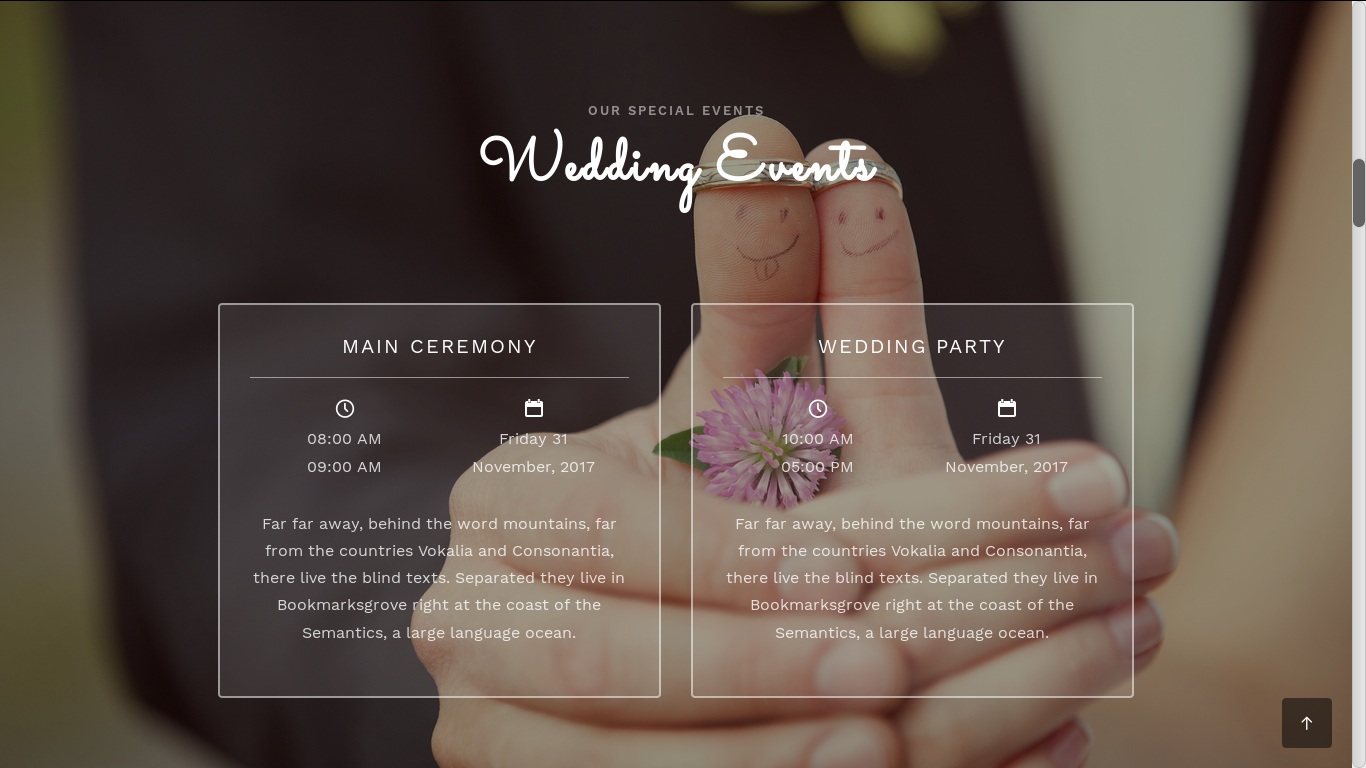 OUR SPECIAL EVENTS
Wedding Events
MAIN CEREMONY
08:00 AM
09:00 AM
Friday 31
November, 2017
Far far away, behind the word mountains, far
from the countries Vokalia and Consonantia,
there live the blind texts. Separated they live in
Bookmarksgrove right at the coast of the
Semantics, a large language ocean.
WEDDING PARTY
10:00 AM
05:00 PM
Friday 31
November, 2017
Far far away, behind the word mountains, far
from the countries Vokalia and Consonantia,
there live the blind texts. Separated they live in
Bookmarksgrove right at the coast of the
Semantics, a large language ocean.